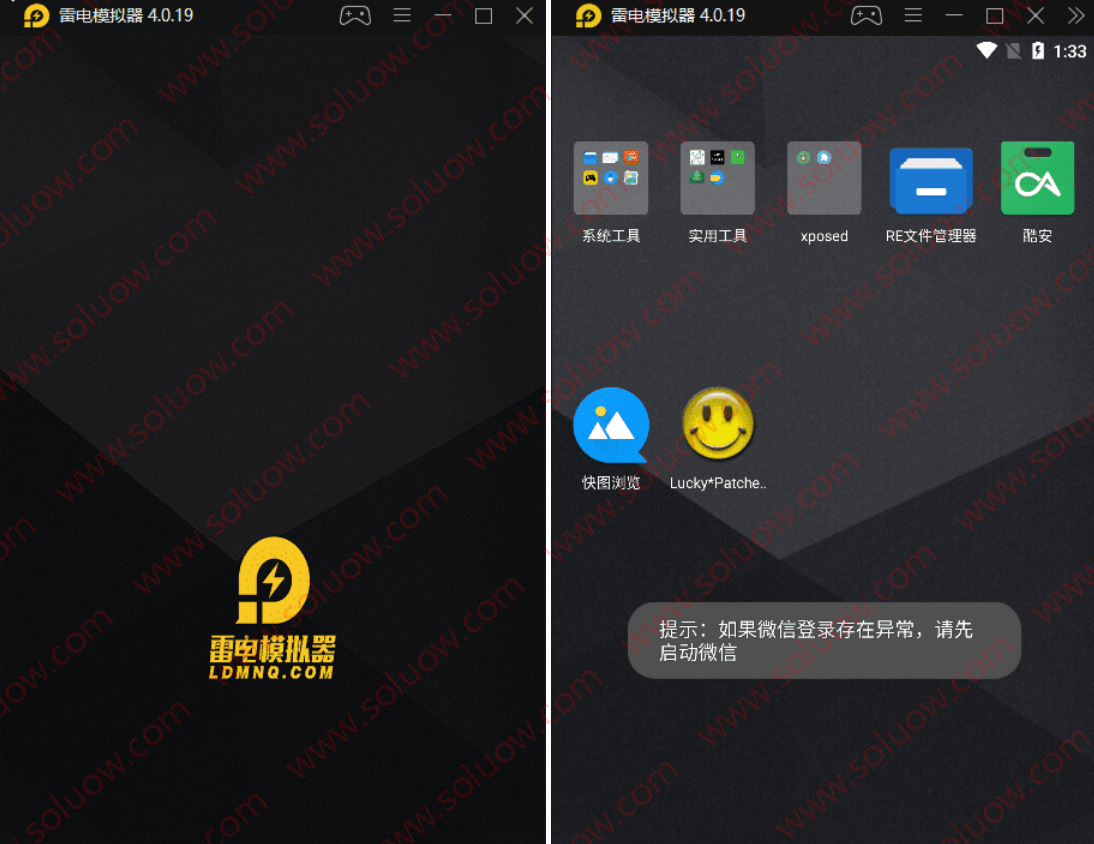 雷电模拟器 4.0.19
雷电模拟器
LDMNQ.COM
雷电模拟器 4.0.19
1:33
系统工具
实用工具
xposed
RE文件管理器
酷安
快图浏览
Lucky*Patche..
提示：如果微信登录存在异常，请先
启动微信
www.soluow.com